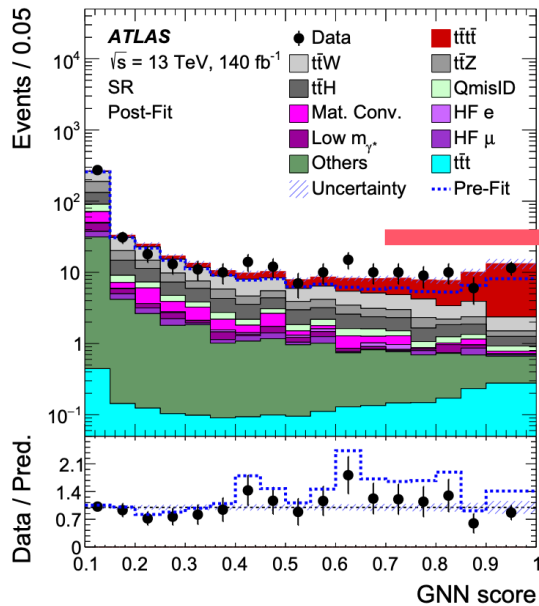 Events / 0.05
10⁴
10³
10²
10
1
10⁻¹
ATLAS
√s = 13 TeV, 140 fb⁻¹
SR
Post-Fit
Data
tt̄tt̄
tt̄W
tt̄Z
tt̄H
QmisID
Mat. Conv.
HF e
Low m_γ*
HF μ
Others
tt̄t
Uncertainty
Pre-Fit
Data / Pred.
2.1
1.4
0.7
0
0.1 0.2 0.3 0.4 0.5 0.6 0.7 0.8 0.9 1
GNN score